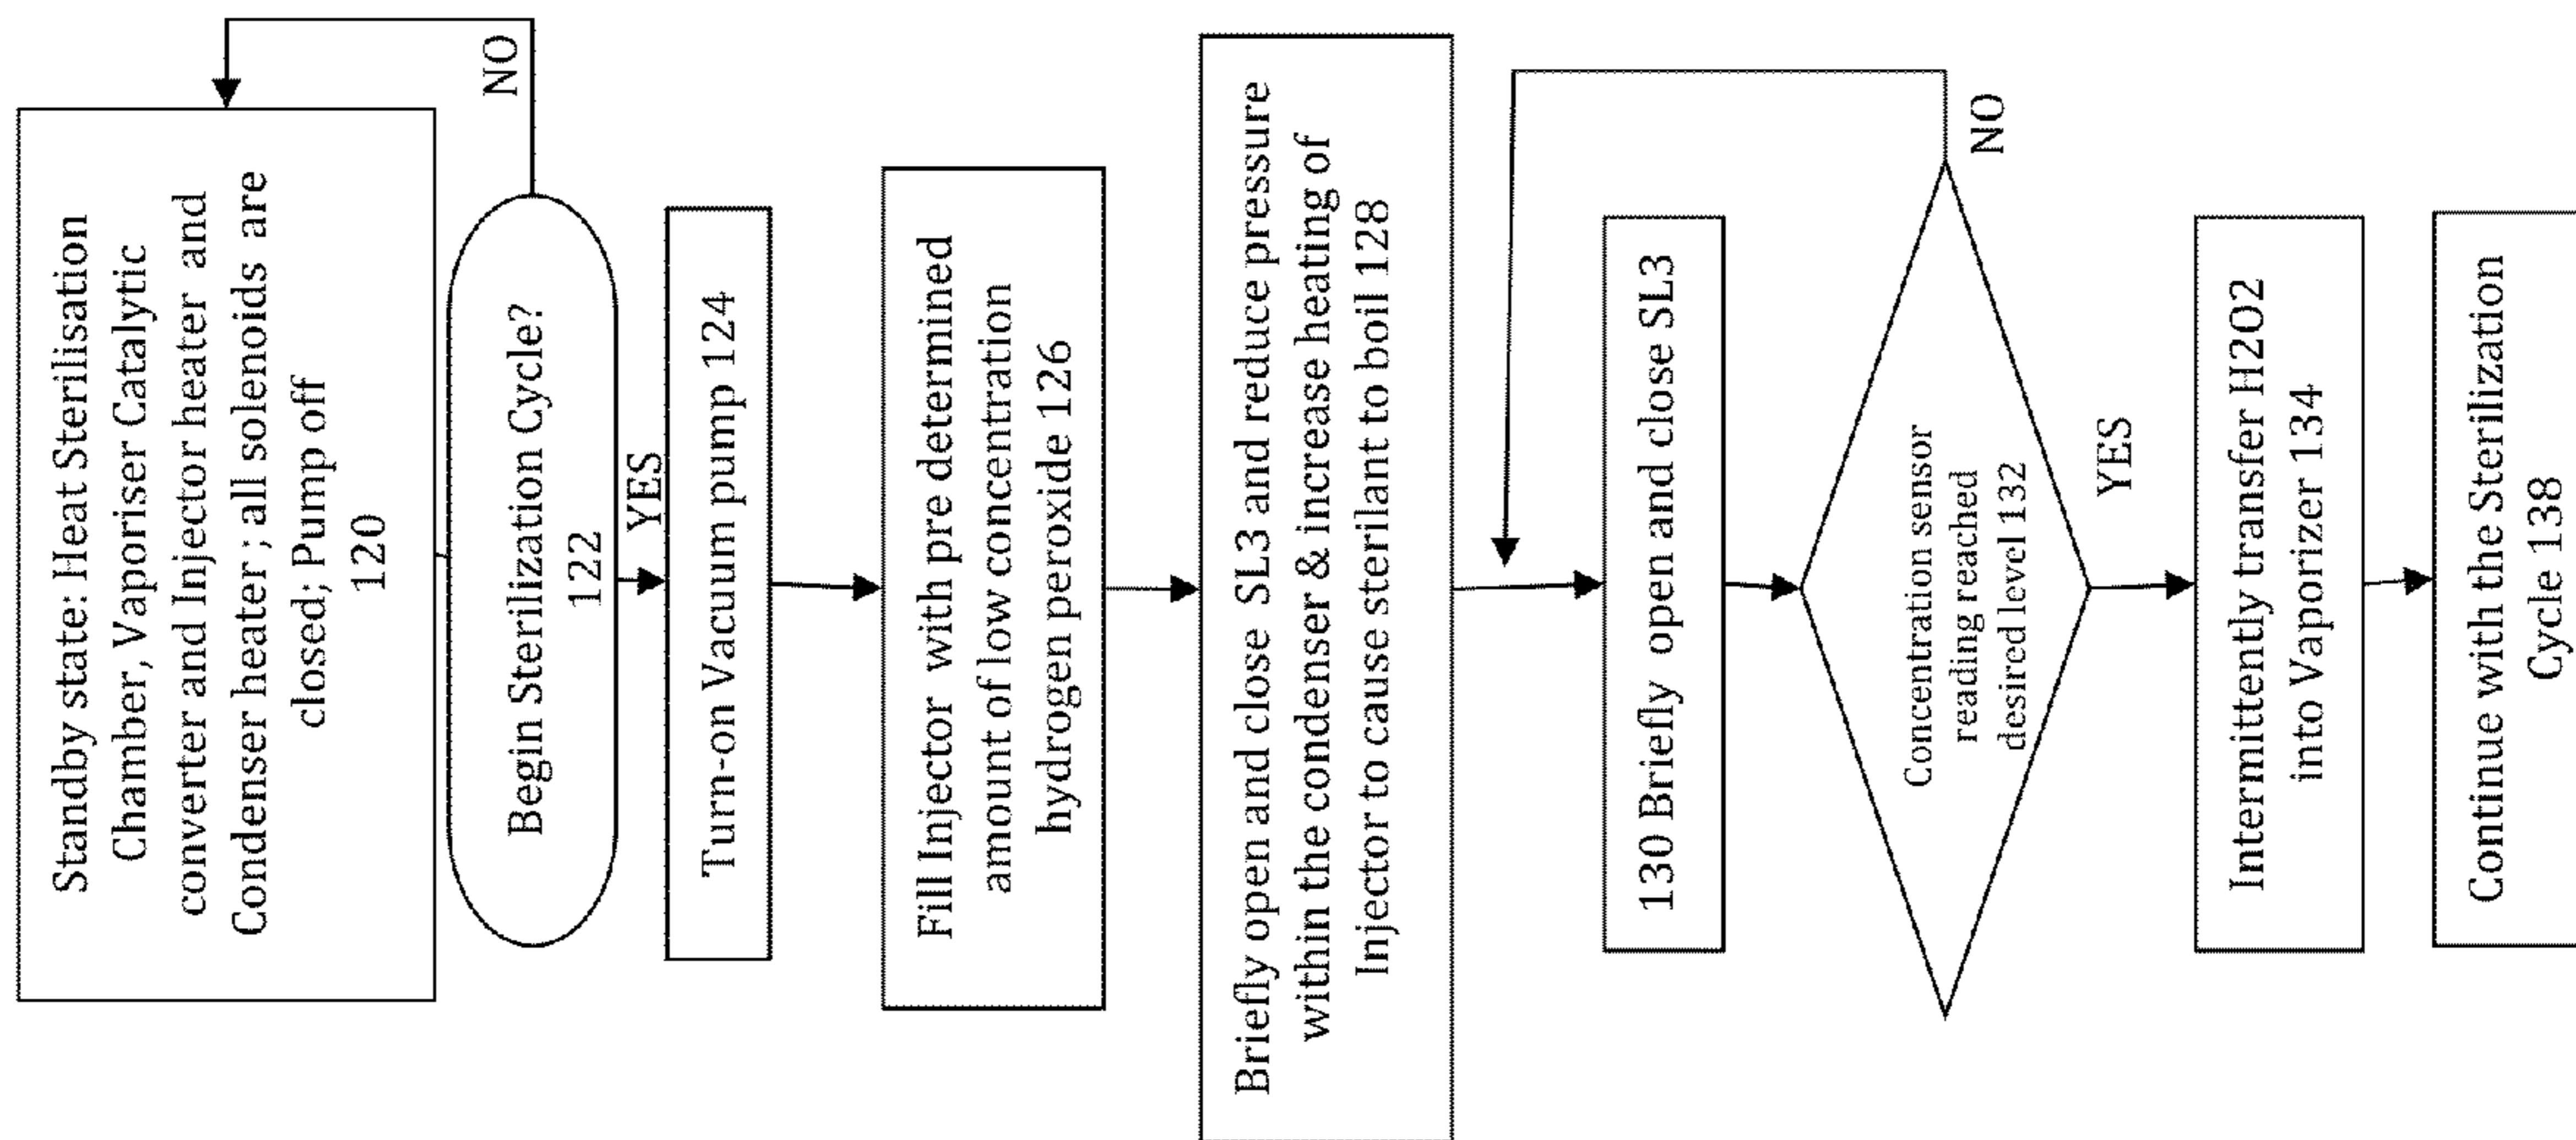 Standby state: Heat Sterilisation
Chamber, Vaporiser Catalytic
converter and Injector heater and
Condenser heater ; all solenoids are
closed; Pump off
120
NO
Begin Sterilization Cycle?
122
YES
Turn-on Vacuum pump 124
Fill Injector with pre determined
amount of low concentration
hydrogen peroxide 126
Briefly open and close SL3 and reduce pressure
within the condenser & increase heating of
Injector to cause sterilant to boil 128
130 Briefly open and close SL3
Concentration sensor
reading reached
desired level 132
NO
YES
Intermittently transfer H2O2
into Vaporizer 134
Continue with the Sterilization
Cycle 138